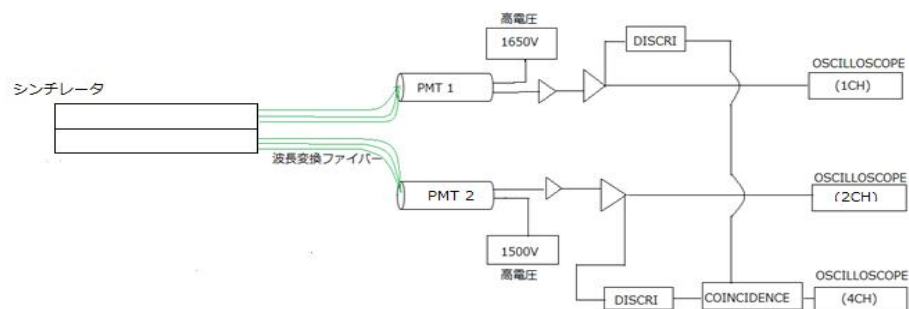 高電圧
1650V
DISCRI
OSCILLOSCOPE
(1CH)
シンチレータ
PMT 1
波長変換ファイバー
PMT 2
OSCILLOSCOPE
(2CH)
1500V
高電圧
DISCRI
COINCIDENCE
OSCILLOSCOPE
(4CH)